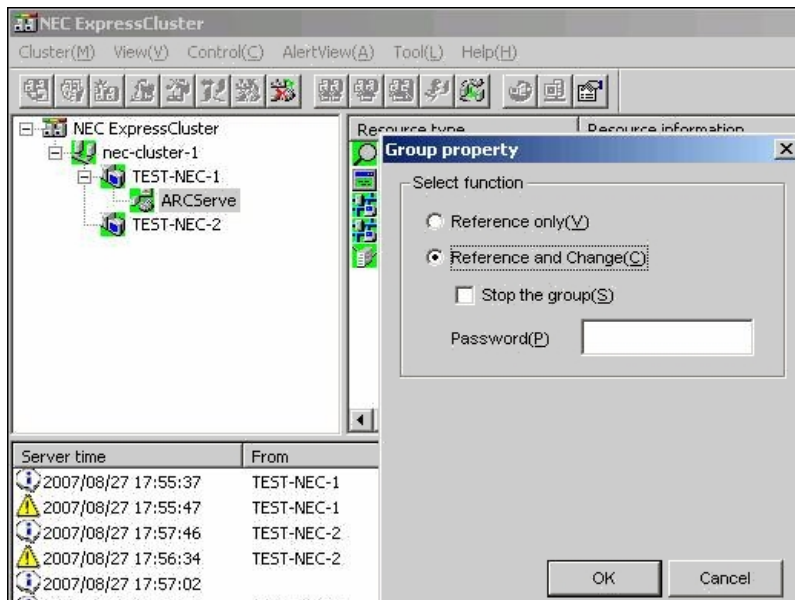 NEC ExpressCluster
Cluster(M) View(V) Control(C) AlertView(A) Tool(L) Help(H)
NEC ExpressCluster
nec-cluster-1
TEST-NEC-1
ARCServe
TEST-NEC-2
Resource type Resource information
Group property
Select function
Reference only(V)
Reference and Change(C)
Stop the group(S)
Password(P)
OK Cancel
Server time From
2007/08/27 17:55:37 TEST-NEC-1
2007/08/27 17:55:47 TEST-NEC-1
2007/08/27 17:57:46 TEST-NEC-2
2007/08/27 17:56:34 TEST-NEC-2
2007/08/27 17:57:02